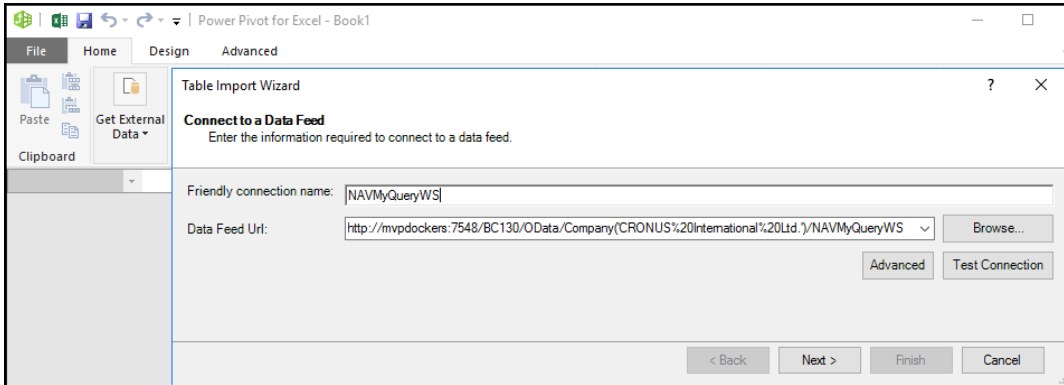 Power Pivot for Excel - Book1
File Home Design Advanced
Paste
Clipboard
Get External
Data
Table Import Wizard
?
Connect to a Data Feed
Enter the information required to connect to a data feed.
Friendly connection name: NAVMyQueryWS
Data Feed Url: http://mvpdockers:7548/BC130/OData/Company('CRONUS%20International%20Ltd.')/NAVMyQueryWS
Browse...
Advanced Test Connection
< Back Next > Finish Cancel